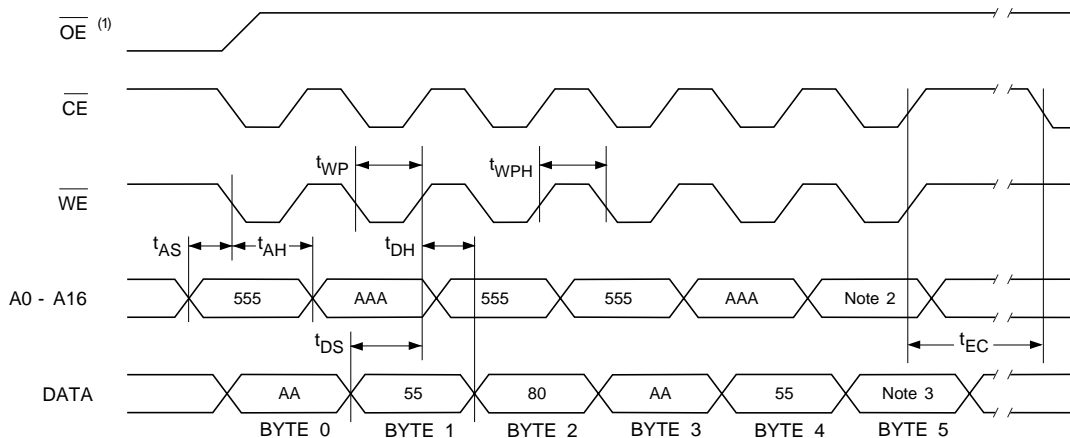 OE (1)
CE
tWP
tWPH
WE
tAS
tAH
tDH
A0 - A16
555
AAA
555
555
AAA
Note 2
tDS
tEC
DATA
AA
55
80
AA
55
Note 3
BYTE 0
BYTE 1
BYTE 2
BYTE 3
BYTE 4
BYTE 5